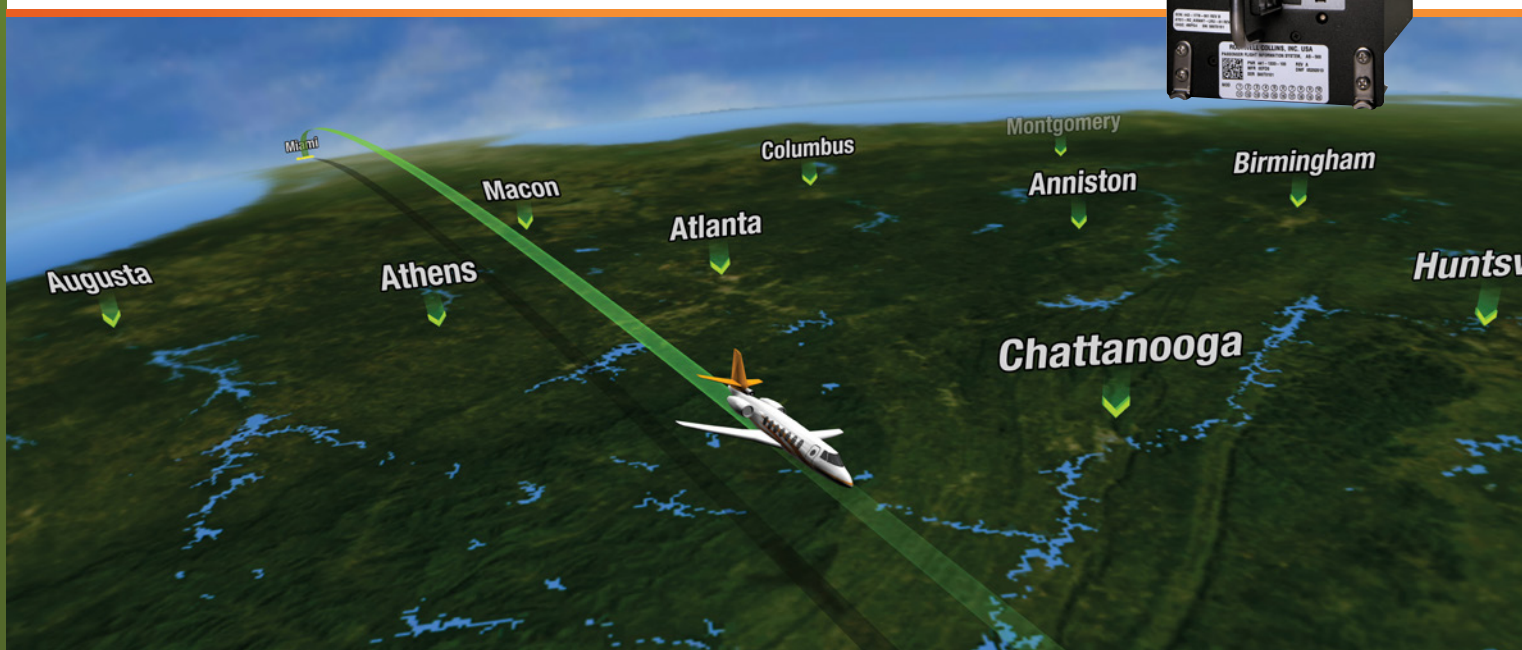 ROCKWELL COLLINS, INC. USA
PASSENGER FLIGHT INFORMATION SYSTEM,
Miami
Columbus
Montgomery
Birmingham
Macon
Anniston
Atlanta
Augusta
Athens
Huntsv
Chattanooga